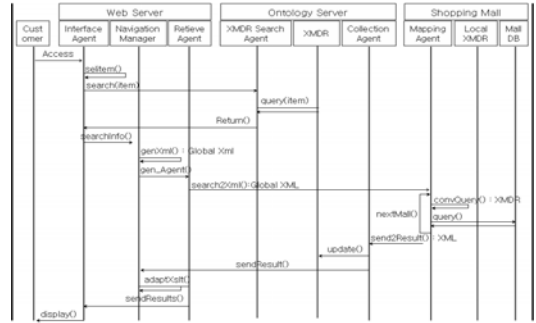 Web Server
Ontology Server
Shopping Mall
Cust
omer
Interface
Agent
Navigation
Manager
Retieve
Agent
XMDR Search
Agent
XMDR
Collection
Agent
Mapping
Agent
Local
XMDR
Mall
DB
Access
selitem()
search(item)
query(item)
Return()
searchInfo()
genXml() : Global Xml
gen_Agent()
search2Xml():Global XML
convQuery() : XMDR
nextMall()
query()
send2Result() : XML
update()
sendResult()
adaptXslt()
sendResults()
display()